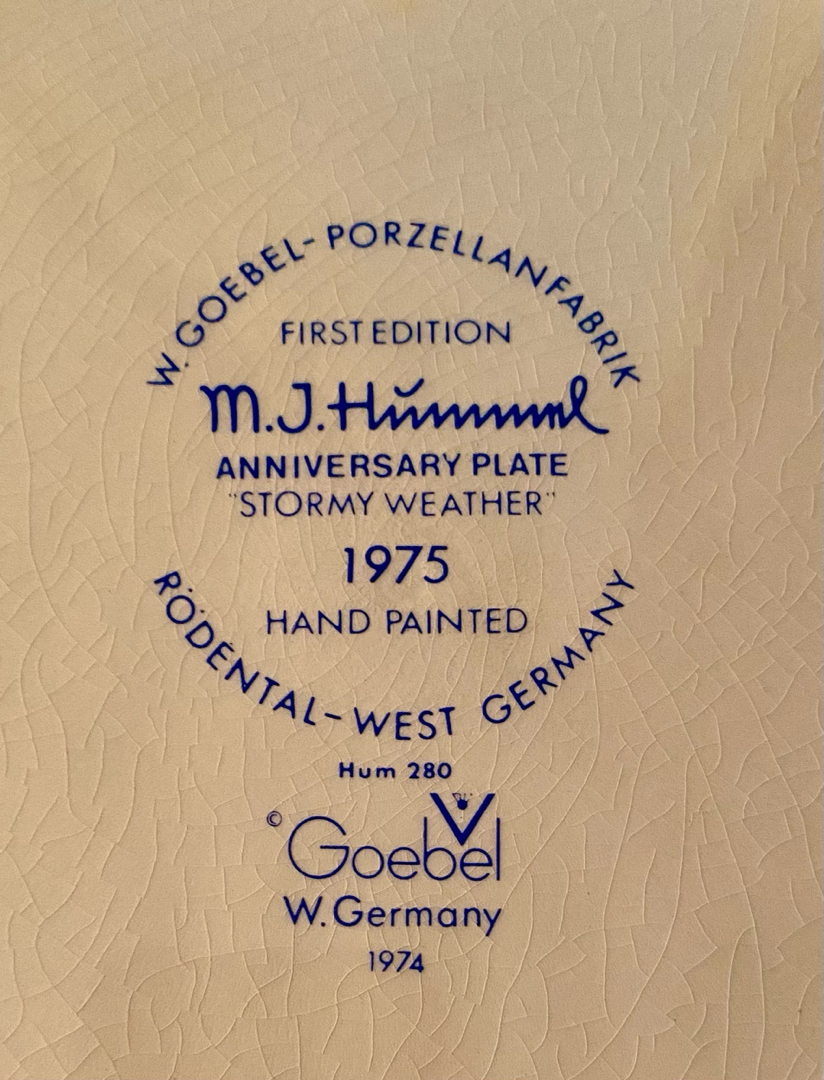 W. GOEBEL- PORZELLANFABRIK
FIRST EDITION
M.J. Hummel
ANNIVERSARY PLATE
"STORMY WEATHER"
1975
HAND PAINTED
RÖDENTAL-WEST GERMANY
Hum 280
© Goebel
W. Germany
1974